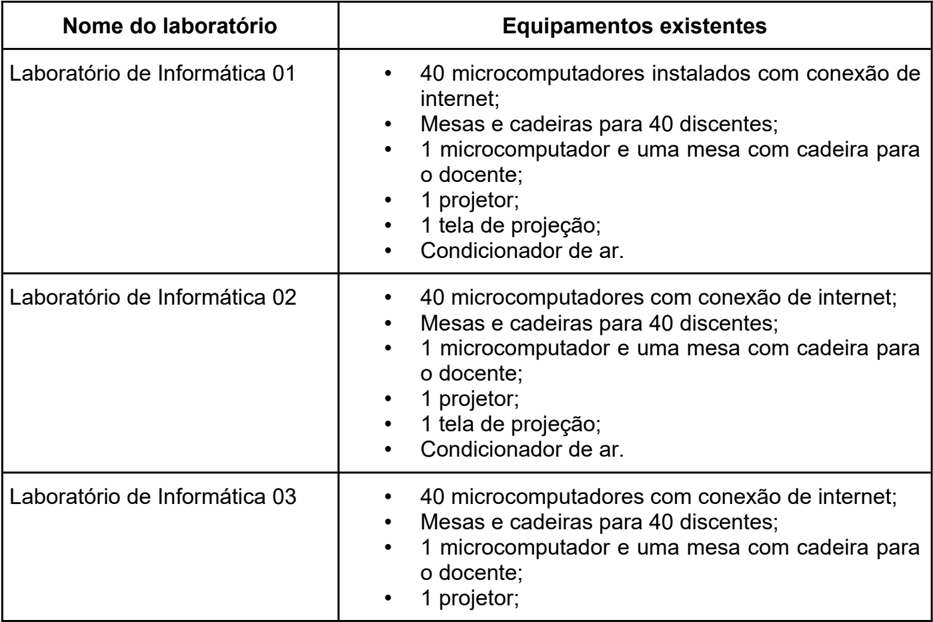 Nome do laboratório
Equipamentos existentes
Laboratório de Informática 01
• 40 microcomputadores instalados com conexão de
internet;
• Mesas e cadeiras para 40 discentes;
• 1 microcomputador e uma mesa com cadeira para
o docente;
• 1 projetor;
• 1 tela de projeção;
• Condicionador de ar.
Laboratório de Informática 02
• 40 microcomputadores com conexão de internet;
• Mesas e cadeiras para 40 discentes;
• 1 microcomputador e uma mesa com cadeira para
o docente;
• 1 projetor;
• 1 tela de projeção;
• Condicionador de ar.
Laboratório de Informática 03
• 40 microcomputadores com conexão de internet;
• Mesas e cadeiras para 40 discentes;
• 1 microcomputador e uma mesa com cadeira para
o docente;
• 1 projetor;